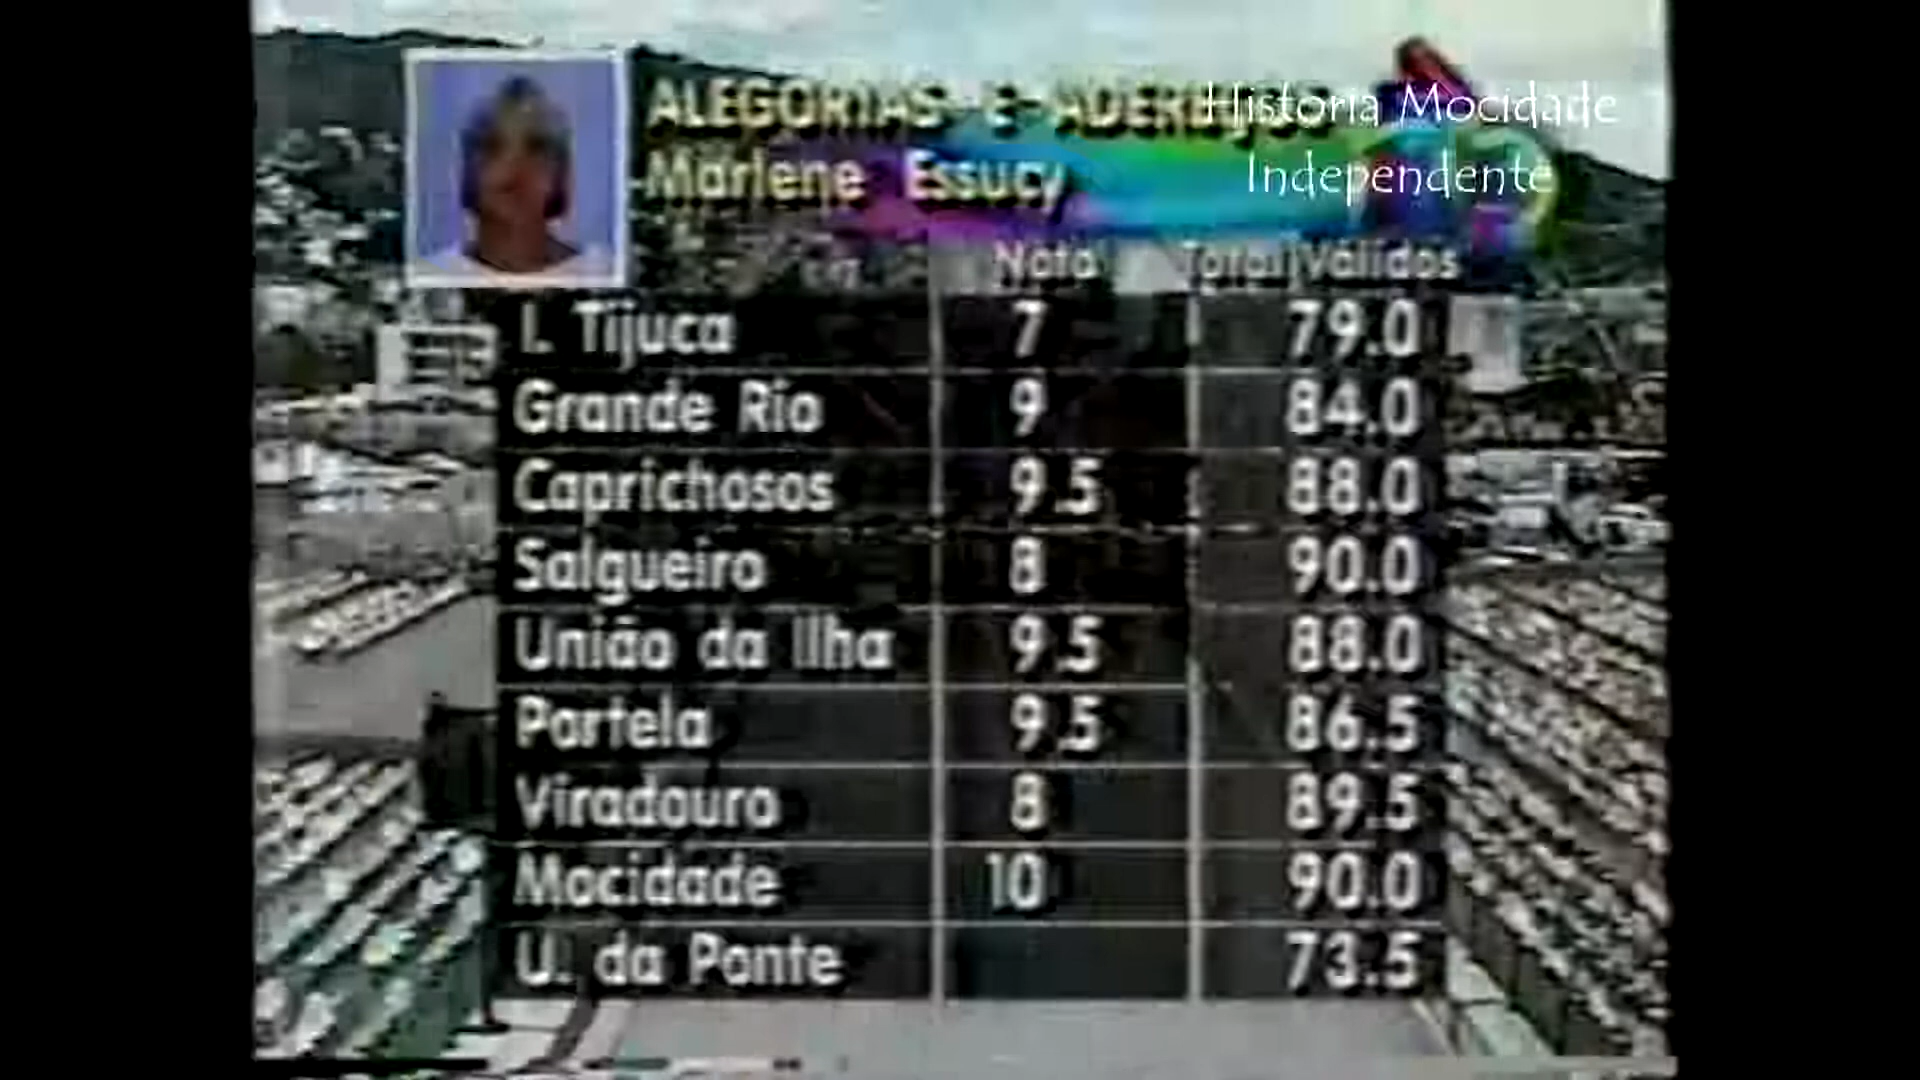 ALEGORIAS E ADEREÇOS
Historia Mocidade
Marlene Essucy
Independente
Nota Total Válidos
I. Tijuca 7 79.0
Grande Rio 9 84.0
Caprichosos 9.5 88.0
Salgueiro 8 90.0
União da Ilha 9.5 88.0
Portela 9.5 86.5
Viradouro 8 89.5
Mocidade 10 90.0
U. da Ponte 73.5